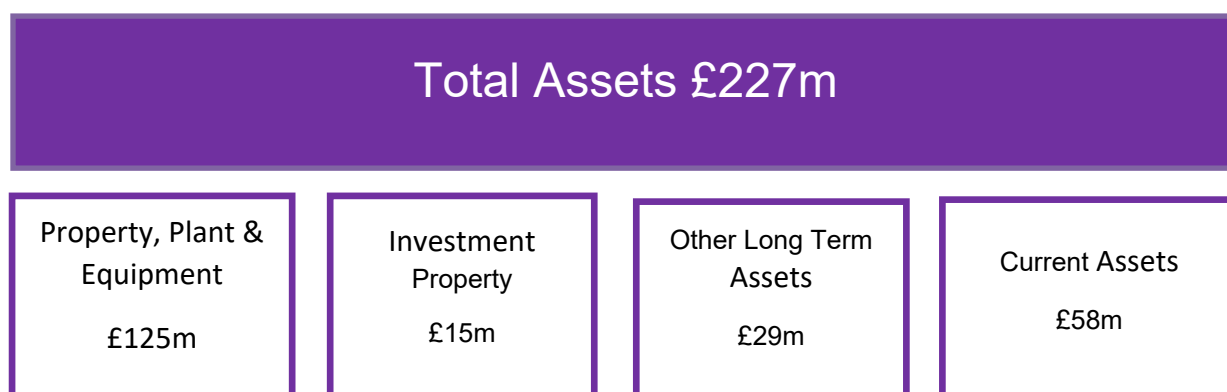 Total Assets £227m
Property, Plant &
Equipment
£125m
Investment
Property
£15m
Other Long Term
Assets
£29m
Current Assets
£58m